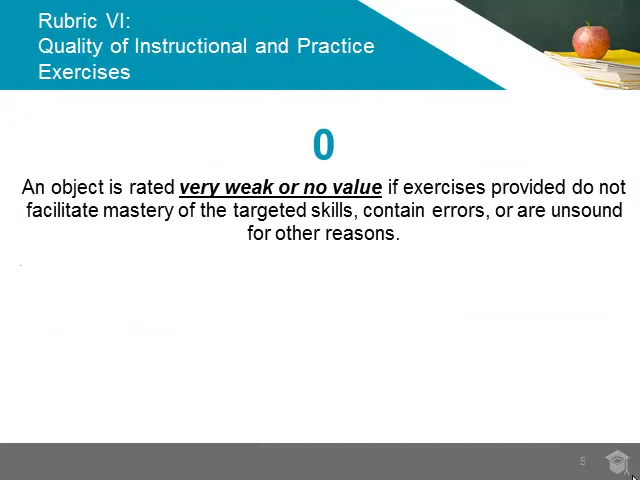 Rubric VI:
Quality of Instructional and Practice
Exercises
0
An object is rated very weak or no value if exercises provided do not
facilitate mastery of the targeted skills, contain errors, or are unsound
for other reasons.
5